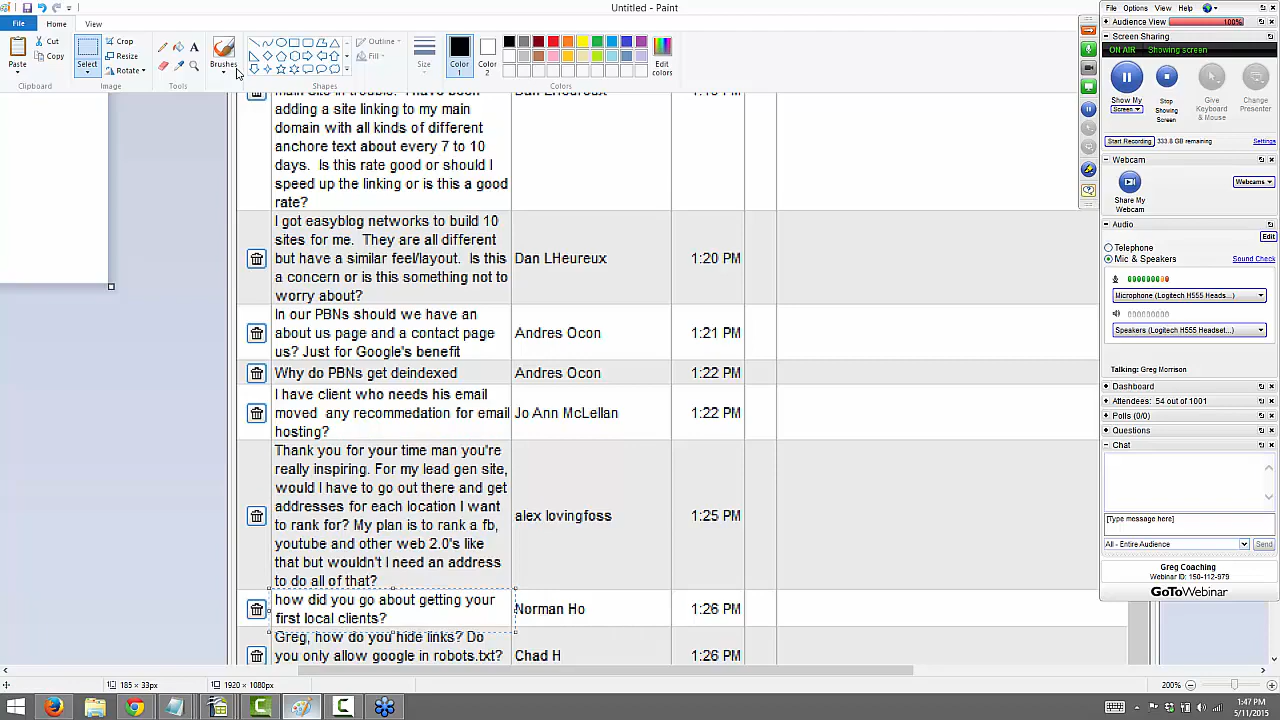 Untitled - Paint
File
Home
View
Paste
Cut
Copy
Clipboard
Select
Crop
Resize
Rotate
Image
Tools
Brushes
Shapes
Outline
Fill
Size
Color 1
Color 2
Edit colors
Colors
adding a site linking to my main
domain with all kinds of different
anchore text about every 7 to 10
days. Is this rate good or should I
speed up the linking or is this a good
rate?
I got easyblog networks to build 10
sites for me. They are all different
but have a similar feel/layout. Is this
a concern or is this something not to
worry about?
Dan LHeureux
1:20 PM
In our PBNs should we have an
about us page and a contact page
us? Just for Google's benefit
Andres Ocon
1:21 PM
Why do PBNs get deindexed
Andres Ocon
1:22 PM
I have client who needs his email
moved any recommedation for email
hosting?
Jo Ann McLellan
1:22 PM
Thank you for your time man you're
really inspiring. For my lead gen site,
would I have to go out there and get
addresses for each location I want
to rank for? My plan is to rank a fb,
youtube and other web 2.0's like
that but wouldn't I need an address
to do all of that?
alex lovingfoss
1:25 PM
how did you go about getting your
first local clients?
Norman Ho
1:26 PM
Greg, how do you hide links? Do
you only allow google in robots.txt?
Chad H
1:26 PM
185 × 33px
1920 × 1080px
200%
File Options View Help
Audience View
100%
Screen Sharing
ON AIR Showing screen
Show My
Screen
Stop
Showing
Screen
Give
Keyboard
& Mouse
Change
Presenter
Start Recording
333.8 GB remaining
Settings
Webcam
Share My
Webcam
Webcams
Audio
Edit
Telephone
Mic & Speakers
Sound Check
Microphone (Logitech H555 Heads...)
Speakers (Logitech H555 Headset...)
Talking: Greg Morrison
Dashboard
Attendees: 54 out of 1001
Polls (0/0)
Questions
Chat
[Type message here]
All - Entire Audience
Send
Greg Coaching
Webinar ID: 150-112-979
GoToWebinar
1:47 PM
5/11/2015